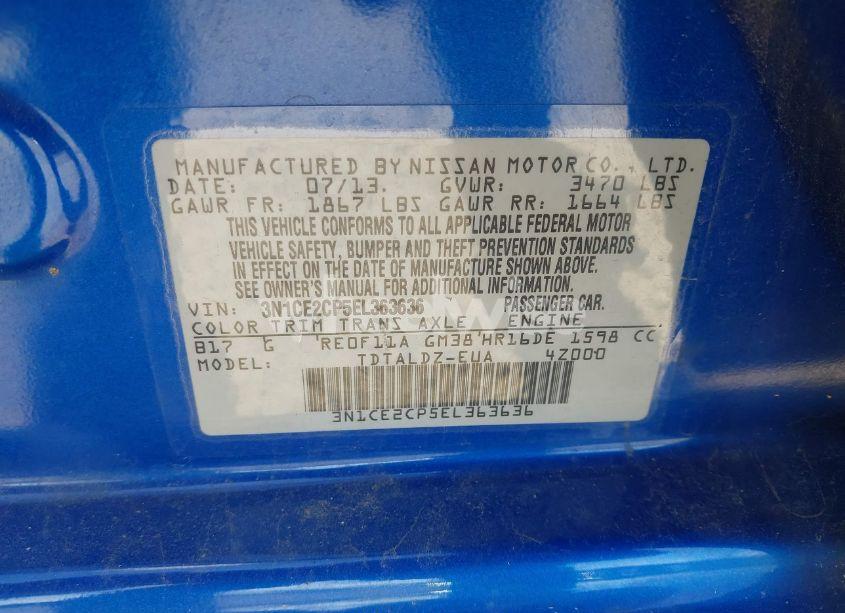 MANUFACTURED BY NISSAN MOTOR CO., LTD.
DATE: 07/13. GVWR: 3470 LBS
GAWR FR: 1867 LBS GAWR RR: 1664 LBS
THIS VEHICLE CONFORMS TO ALL APPLICABLE FEDERAL MOTOR
VEHICLE SAFETY, BUMPER AND THEFT PREVENTION STANDARDS
IN EFFECT ON THE DATE OF MANUFACTURE SHOWN ABOVE.
SEE OWNER'S MANUAL FOR ADDITIONAL INFORMATION.
VIN: 3N1CE2CP5EL363636 PASSENGER CAR.
COLOR TRIM TRANS AXLE ENGINE
B17 G RE0F11A GM38 HR16DE 1598 CC
MODEL: TDTALDZ-EUA 4Z000
3N1CE2CP5EL363636